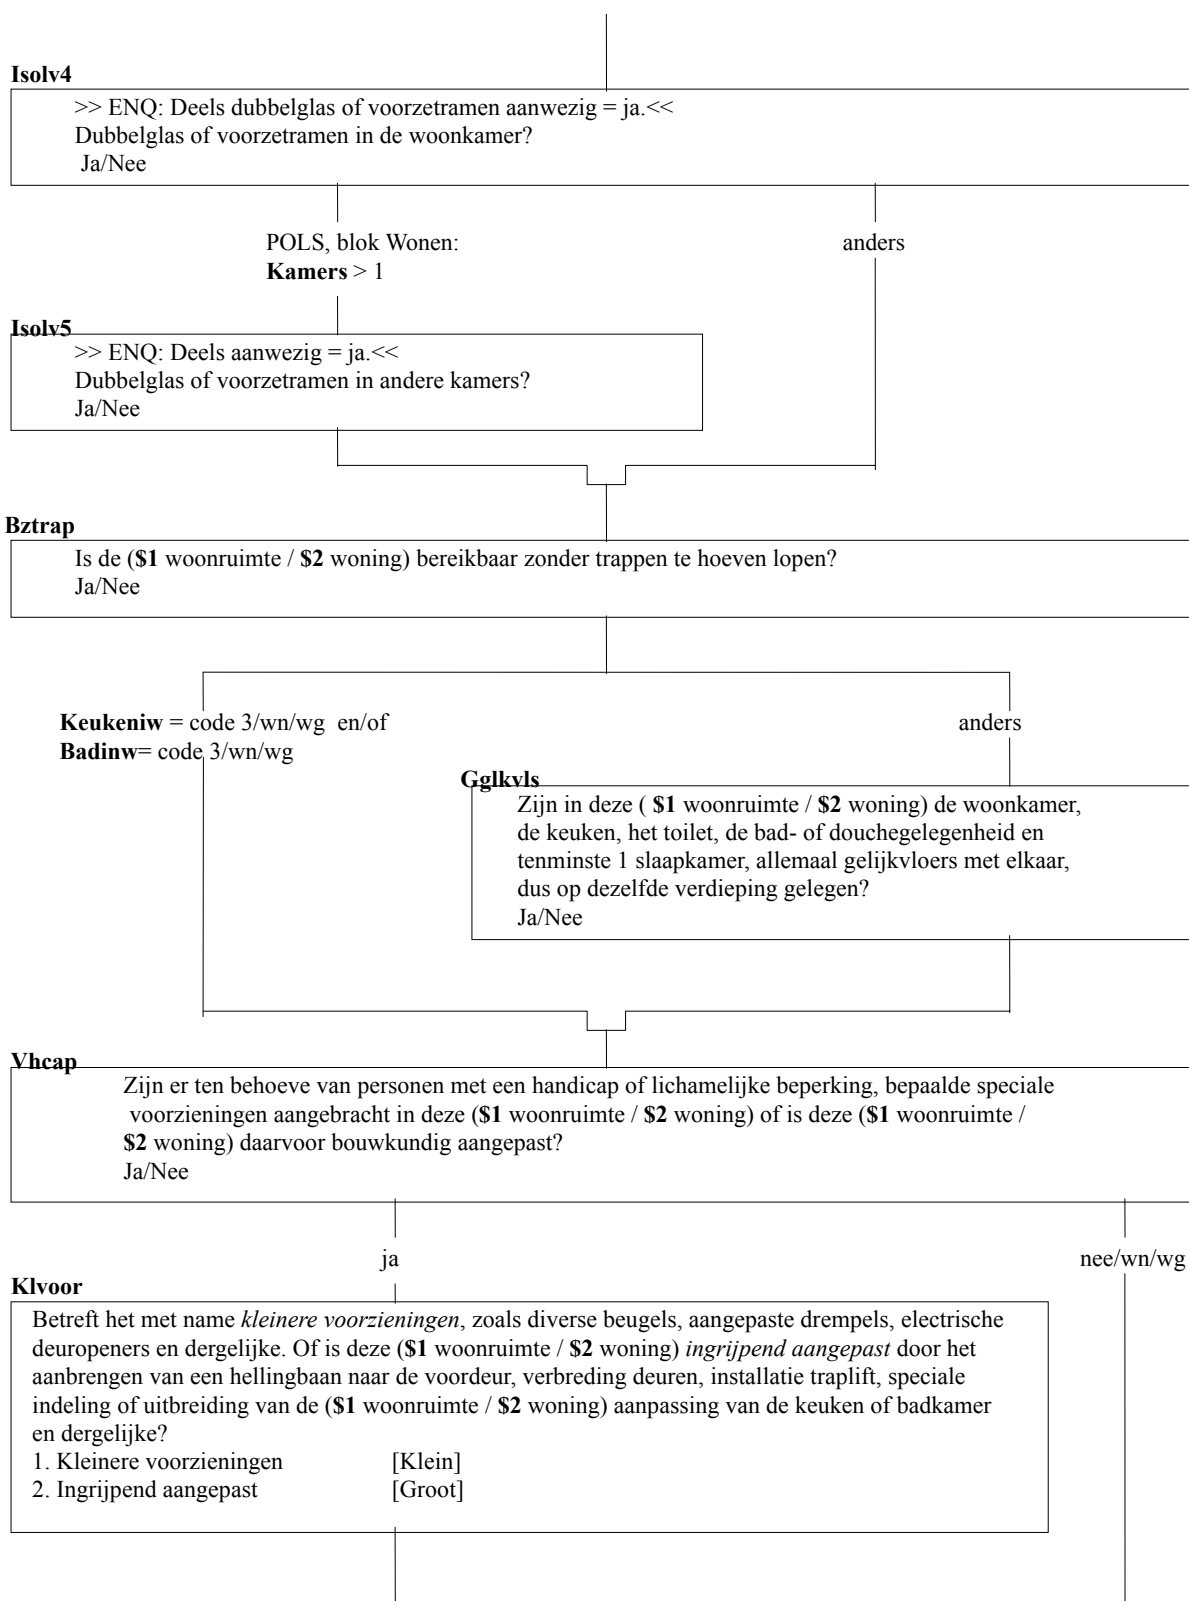 Isolv4
>> ENQ: Deels dubbelglas of voorzetramen aanwezig = ja.<<
Dubbelglas of voorzetramen in de woonkamer?
Ja/Nee
POLS, blok Wonen:
Kamers > 1
anders
Isolv5
>> ENQ: Deels aanwezig = ja.<<
Dubbelglas of voorzetramen in andere kamers?
Ja/Nee
Bztrap
Is de ($1 woonruimte / $2 woning) bereikbaar zonder trappen te hoeven lopen?
Ja/Nee
Keukeniw = code 3/wn/wg en/of
Badinw= code 3/wn/wg
anders
Gglkvls
Zijn in deze ( $1 woonruimte / $2 woning) de woonkamer,
de keuken, het toilet, de bad- of douchegelegenheid en
tenminste 1 slaapkamer, allemaal gelijkvloers met elkaar,
dus op dezelfde verdieping gelegen?
Ja/Nee
Vhcap
Zijn er ten behoeve van personen met een handicap of lichamelijke beperking, bepaalde speciale
voorzieningen aangebracht in deze ($1 woonruimte / $2 woning) of is deze ($1 woonruimte /
$2 woning) daarvoor bouwkundig aangepast?
Ja/Nee
ja
nee/wn/wg
Klvoor
Betreft het met name kleinere voorzieningen, zoals diverse beugels, aangepaste drempels, electrische
deuropeners en dergelijke. Of is deze ($1 woonruimte / $2 woning) ingrijpend aangepast door het
aanbrengen van een hellingbaan naar de voordeur, verbreding deuren, installatie traplift, speciale
indeling of uitbreiding van de ($1 woonruimte / $2 woning) aanpassing van de keuken of badkamer
en dergelijke?
1. Kleinere voorzieningen [Klein]
2. Ingrijpend aangepast [Groot]